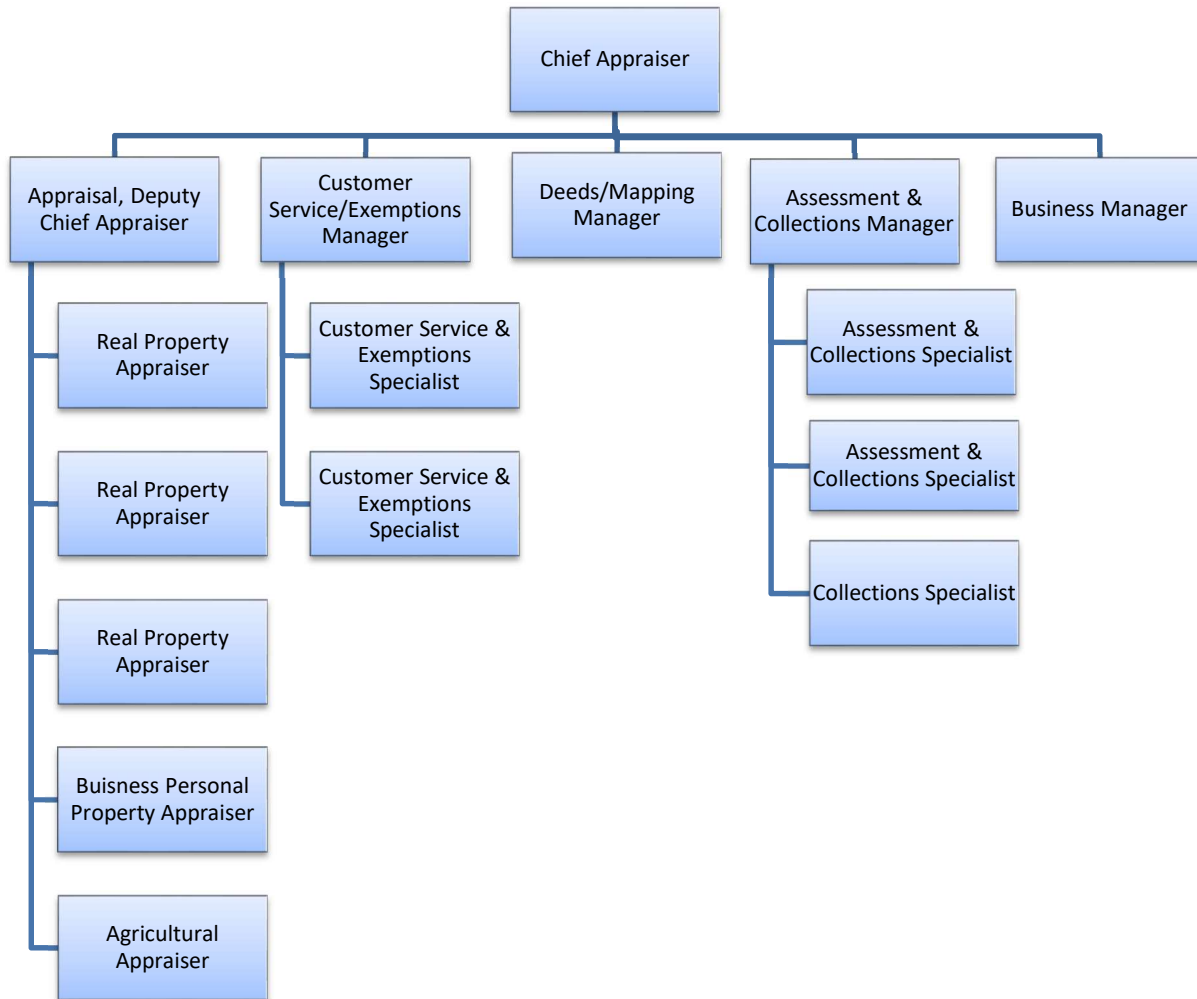 Chief Appraiser
Appraisal, Deputy
Chief Appraiser
Customer
Service/Exemptions
Manager
Deeds/Mapping
Manager
Assessment &
Collections Manager
Business Manager
Real Property
Appraiser
Real Property
Appraiser
Real Property
Appraiser
Buisness Personal
Property Appraiser
Agricultural
Appraiser
Customer Service &
Exemptions
Specialist
Customer Service &
Exemptions
Specialist
Assessment &
Collections Specialist
Assessment &
Collections Specialist
Collections Specialist